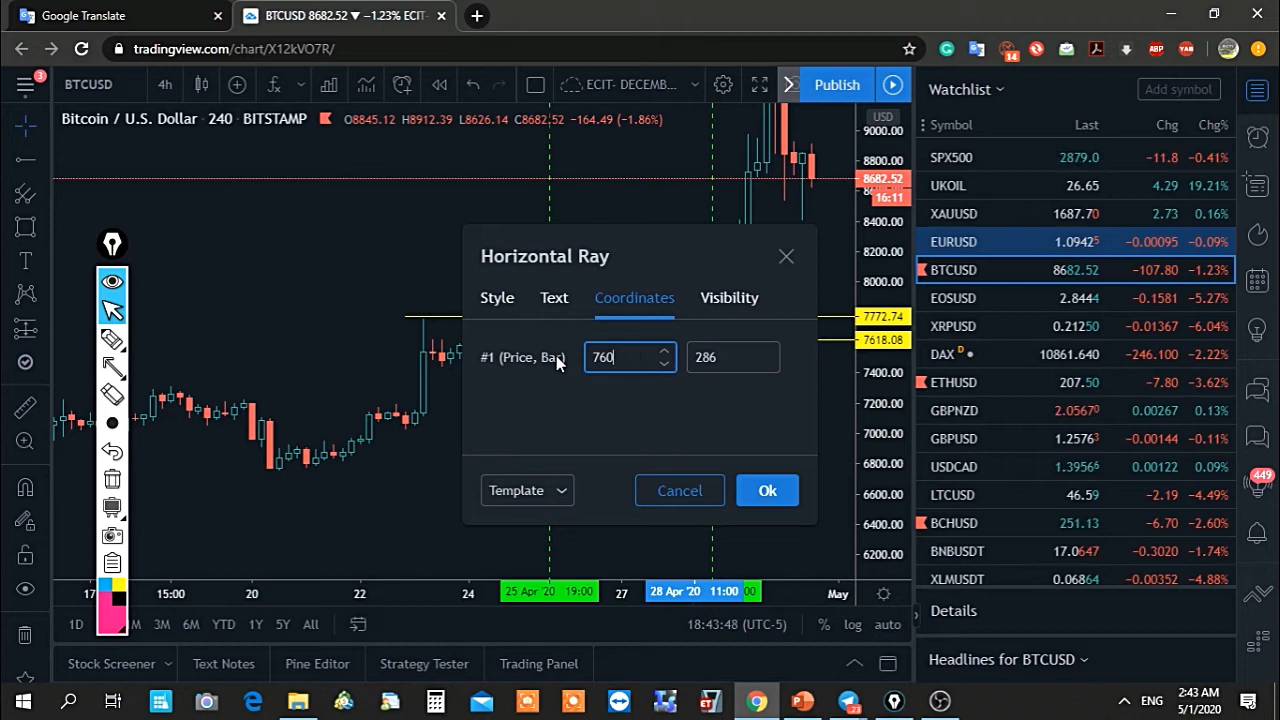 Google Translate
BTCUSD 8682.52 ▼ −1.23% ECIT-
tradingview.com/chart/X12kVO7R/
14
ABP
YAB
3
BTCUSD
4h
ECIT- DECEMB...
Publish
Bitcoin / U.S. Dollar · 240 · BITSTAMP
O8845.12 H8912.39 L8626.14 C8682.52 −164.49 (−1.86%)
USD
9000.00
8800.00
8682.52
16:11
8400.00
8200.00
8000.00
7772.74
7618.08
7400.00
7200.00
7000.00
6800.00
6600.00
6400.00
6200.00
Horizontal Ray
Style Text Coordinates Visibility
#1 (Price, Bar) 760 286
Template Cancel Ok
17 15:00 20 22 24 25 Apr '20 19:00 27 28 Apr '20 11:00 00 May
1D M 3M 6M YTD 1Y 5Y All
18:43:48 (UTC-5) % log auto
Stock Screener Text Notes Pine Editor Strategy Tester Trading Panel
Watchlist Add symbol
Symbol Last Chg Chg%
SPX500 2879.0 −11.8 −0.41%
UKOIL 26.65 4.29 19.21%
XAUUSD 1687.70 2.73 0.16%
EURUSD 1.09425 −0.00095 −0.09%
BTCUSD 8682.52 −107.80 −1.23%
EOSUSD 2.8444 −0.1581 −5.27%
XRPUSD 0.21250 −0.01367 −6.04%
DAX D 10861.640 −246.100 −2.22%
ETHUSD 207.50 −7.80 −3.62%
GBPNZD 2.05670 0.00267 0.13%
GBPUSD 1.25763 −0.00144 −0.11%
USDCAD 1.39566 0.00122 0.09%
LTCUSD 46.59 −2.19 −4.49%
BCHUSD 251.13 −6.70 −2.60%
BNBUSDT 17.0647 −0.3020 −1.74%
XLMUSDT 0.06864 −0.00352 −4.88%
449
Details
Headlines for BTCUSD
ENG
2:43 AM
5/1/2020